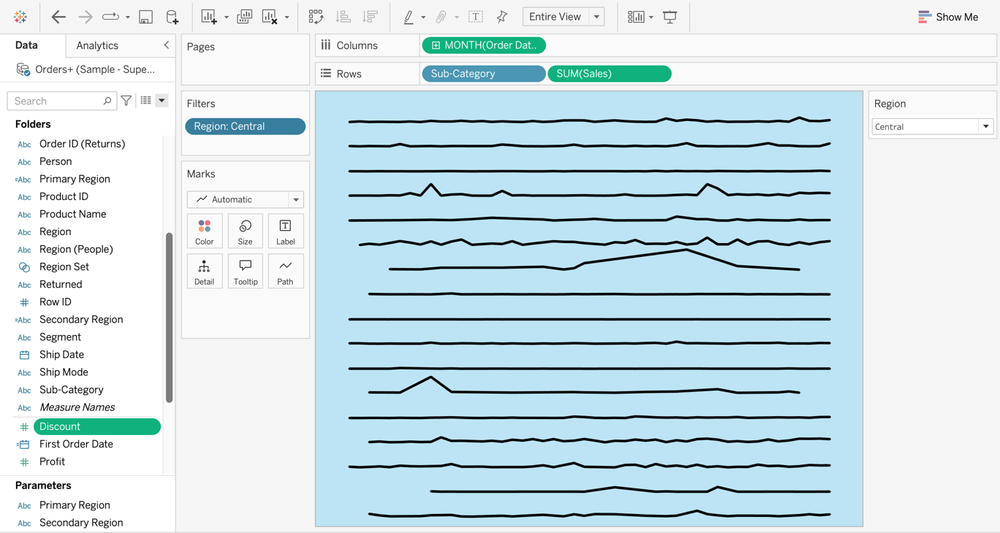 Entire View
Show Me
Data
Analytics
Pages
Columns
MONTH(Order Dat..
Orders+ (Sample - Supe...
Rows
Sub-Category
SUM(Sales)
Search
Filters
Region: Central
Region
Central
Folders
Abc Order ID (Returns)
Abc Person
=Abc Primary Region
Abc Product ID
Abc Product Name
Abc Region
Abc Region (People)
Region Set
Abc Returned
# Row ID
=Abc Secondary Region
Abc Segment
Ship Date
Abc Ship Mode
Abc Sub-Category
Abc Measure Names
# Discount
= First Order Date
# Profit
Marks
Automatic
Color
Size
T
Label
Detail
Tooltip
Path
Parameters
Abc Primary Region
Abc Secondary Region